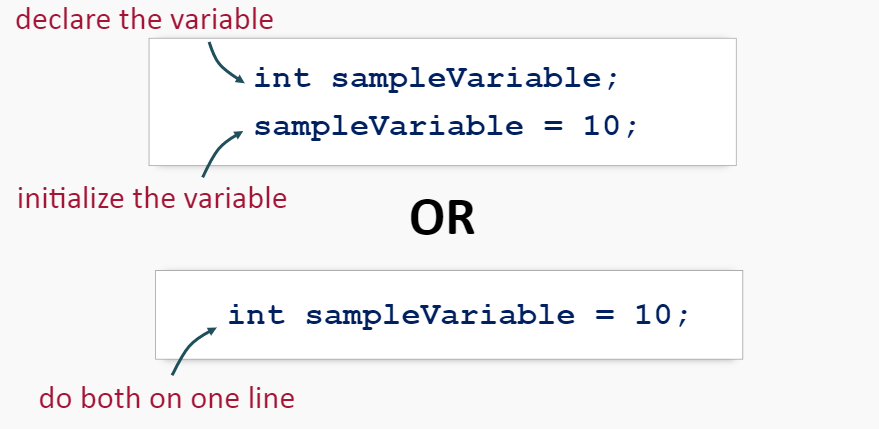 declare the variable
int sampleVariable;
sampleVariable = 10;
initialize the variable
OR
int sampleVariable = 10;
do both on one line